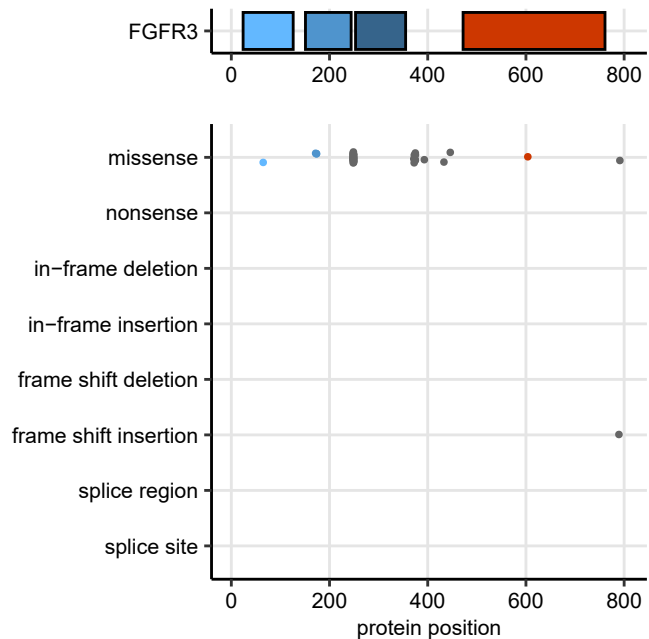 FGFR3
0 200 400 600 800
missense
nonsense
in−frame deletion
in−frame insertion
frame shift deletion
frame shift insertion
splice region
splice site
0 200 400 600 800
protein position